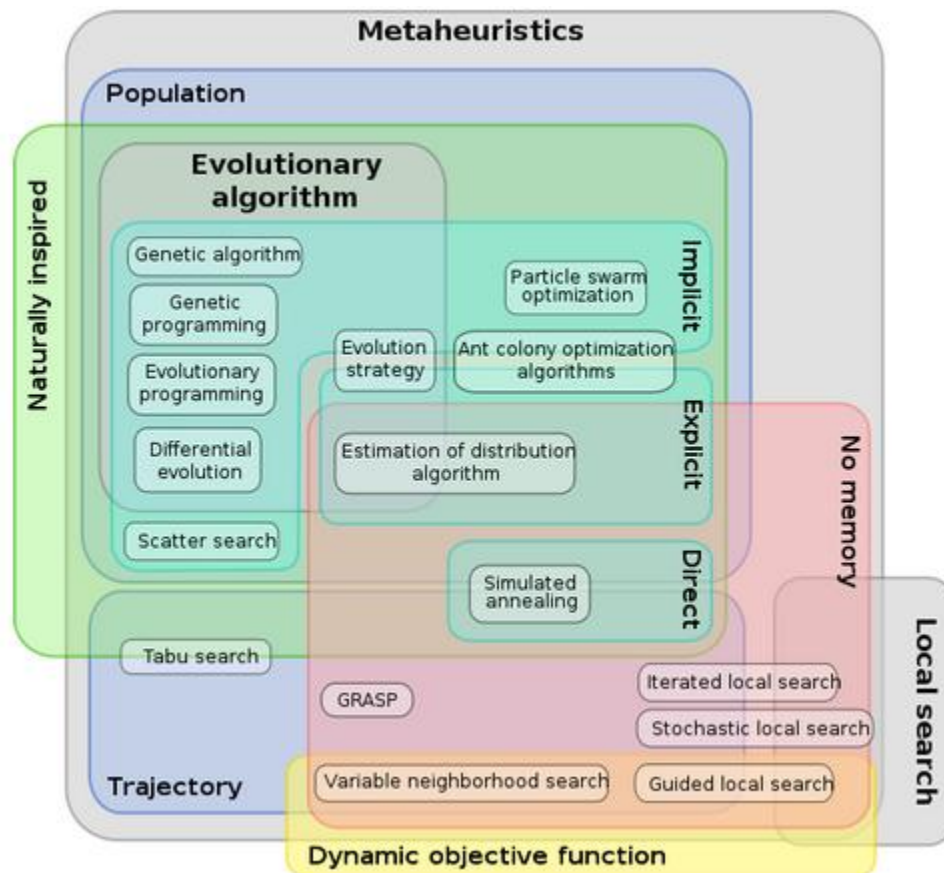 Metaheuristics
Population
Evolutionary
algorithm
Naturally inspired
Implicit
Genetic algorithm
Particle swarm
optimization
Genetic
programming
Evolution
strategy
Ant colony optimization
algorithms
Evolutionary
programming
Explicit
No memory
Differential
evolution
Estimation of distribution
algorithm
Scatter search
Direct
Simulated
annealing
Local search
Tabu search
GRASP
Iterated local search
Stochastic local search
Trajectory
Variable neighborhood search
Guided local search
Dynamic objective function